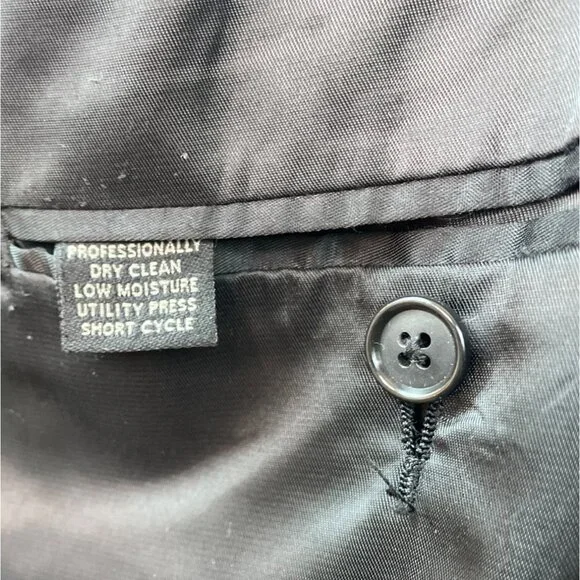 PROFESSIONALLY
DRY CLEAN
LOW MOISTURE
UTILITY PRESS
SHORT CYCLE